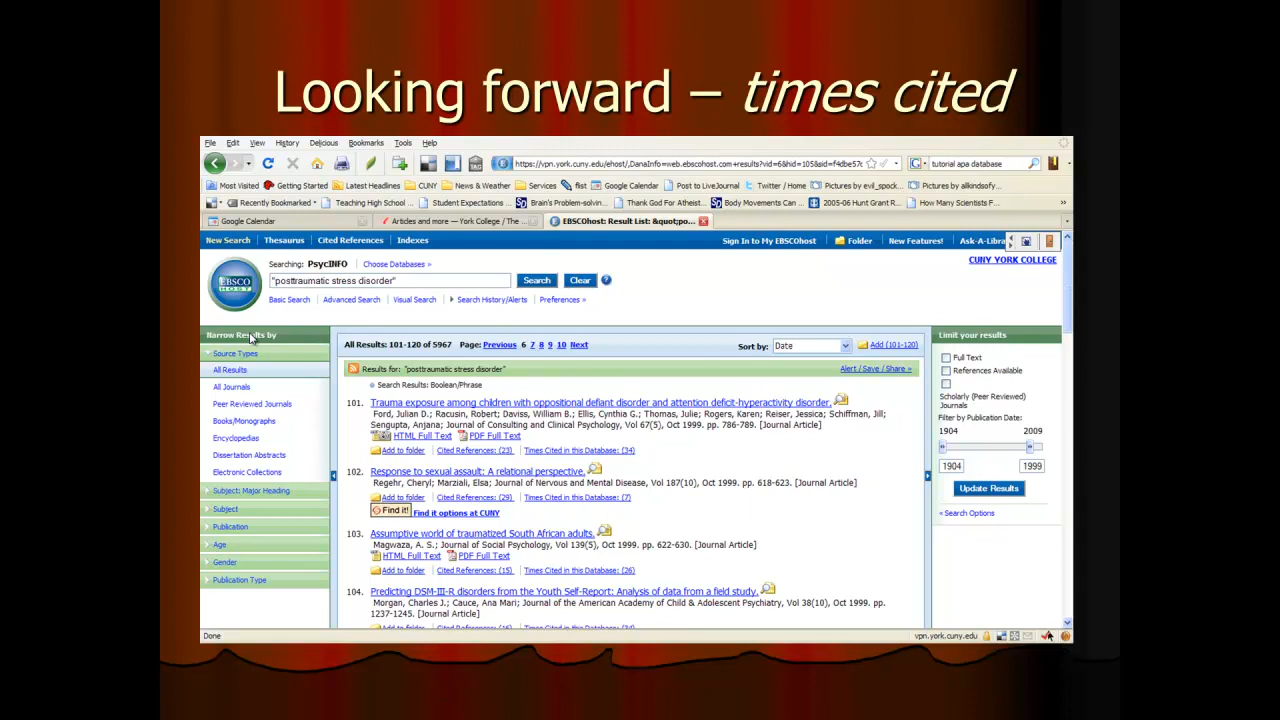 Looking forward – times cited
File Edit View History Delicious Bookmarks Tools Help
https://vpn.york.cuny.edu/ehost/,DanaInfo=web.ebscohost.com+results?vid=6&hid=105&sid=f4dbe57c
tutorial apa database
Most Visited Getting Started Latest Headlines CUNY News & Weather Services flist Google Calendar Post to LiveJournal Twitter / Home Pictures by evil_spock... Pictures by allkindsofy...
Recently Bookmarked Teaching High School ... Student Expectations ... Brain's Problem-solvin... Thank God For Atheist... Body Movements Can ... 2005-06 Hunt Grant R... How Many Scientists F...
Google Calendar Articles and more — York College / The ... EBSCOhost: Result List: &quot;po...
New Search Thesaurus Cited References Indexes Sign In to My EBSCOhost Folder New Features! Ask-A-Libra
CUNY YORK COLLEGE
EBSCO
HOST
Searching: PsycINFO Choose Databases »
"posttraumatic stress disorder" Search Clear ?
Basic Search Advanced Search Visual Search Search History/Alerts Preferences »
Narrow Results by
Source Types
All Results
All Journals
Peer Reviewed Journals
Books/Monographs
Encyclopedias
Dissertation Abstracts
Electronic Collections
Subject: Major Heading
Subject
Publication
Age
Gender
Publication Type
All Results: 101-120 of 5967 Page: Previous 6 7 8 9 10 Next Sort by: Date Add (101-120)
Results for: "posttraumatic stress disorder" Alert / Save / Share »
Search Results: Boolean/Phrase
101. Trauma exposure among children with oppositional defiant disorder and attention deficit-hyperactivity disorder.
Ford, Julian D.; Racusin, Robert; Daviss, William B.; Ellis, Cynthia G.; Thomas, Julie; Rogers, Karen; Reiser, Jessica; Schiffman, Jill;
Sengupta, Anjana; Journal of Consulting and Clinical Psychology, Vol 67(5), Oct 1999. pp. 786-789. [Journal Article]
HTML Full Text PDF Full Text
Add to folder Cited References: (23) Times Cited in this Database: (34)
102. Response to sexual assault: A relational perspective.
Regehr, Cheryl; Marziali, Elsa; Journal of Nervous and Mental Disease, Vol 187(10), Oct 1999. pp. 618-623. [Journal Article]
Add to folder Cited References: (29) Times Cited in this Database: (7)
Find it! Find it options at CUNY
103. Assumptive world of traumatized South African adults.
Magwaza, A. S.; Journal of Social Psychology, Vol 139(5), Oct 1999. pp. 622-630. [Journal Article]
HTML Full Text PDF Full Text
Add to folder Cited References: (15) Times Cited in this Database: (26)
104. Predicting DSM-III-R disorders from the Youth Self-Report: Analysis of data from a field study.
Morgan, Charles J.; Cauce, Ana Mari; Journal of the American Academy of Child & Adolescent Psychiatry, Vol 38(10), Oct 1999. pp.
1237-1245. [Journal Article]
Add to folder Cited References: Times Cited in this Database:
Limit your results
Full Text
References Available
Scholarly (Peer Reviewed)
Journals
Filter by Publication Date:
1904 2009
1904 1999
Update Results
« Search Options
Done vpn.york.cuny.edu